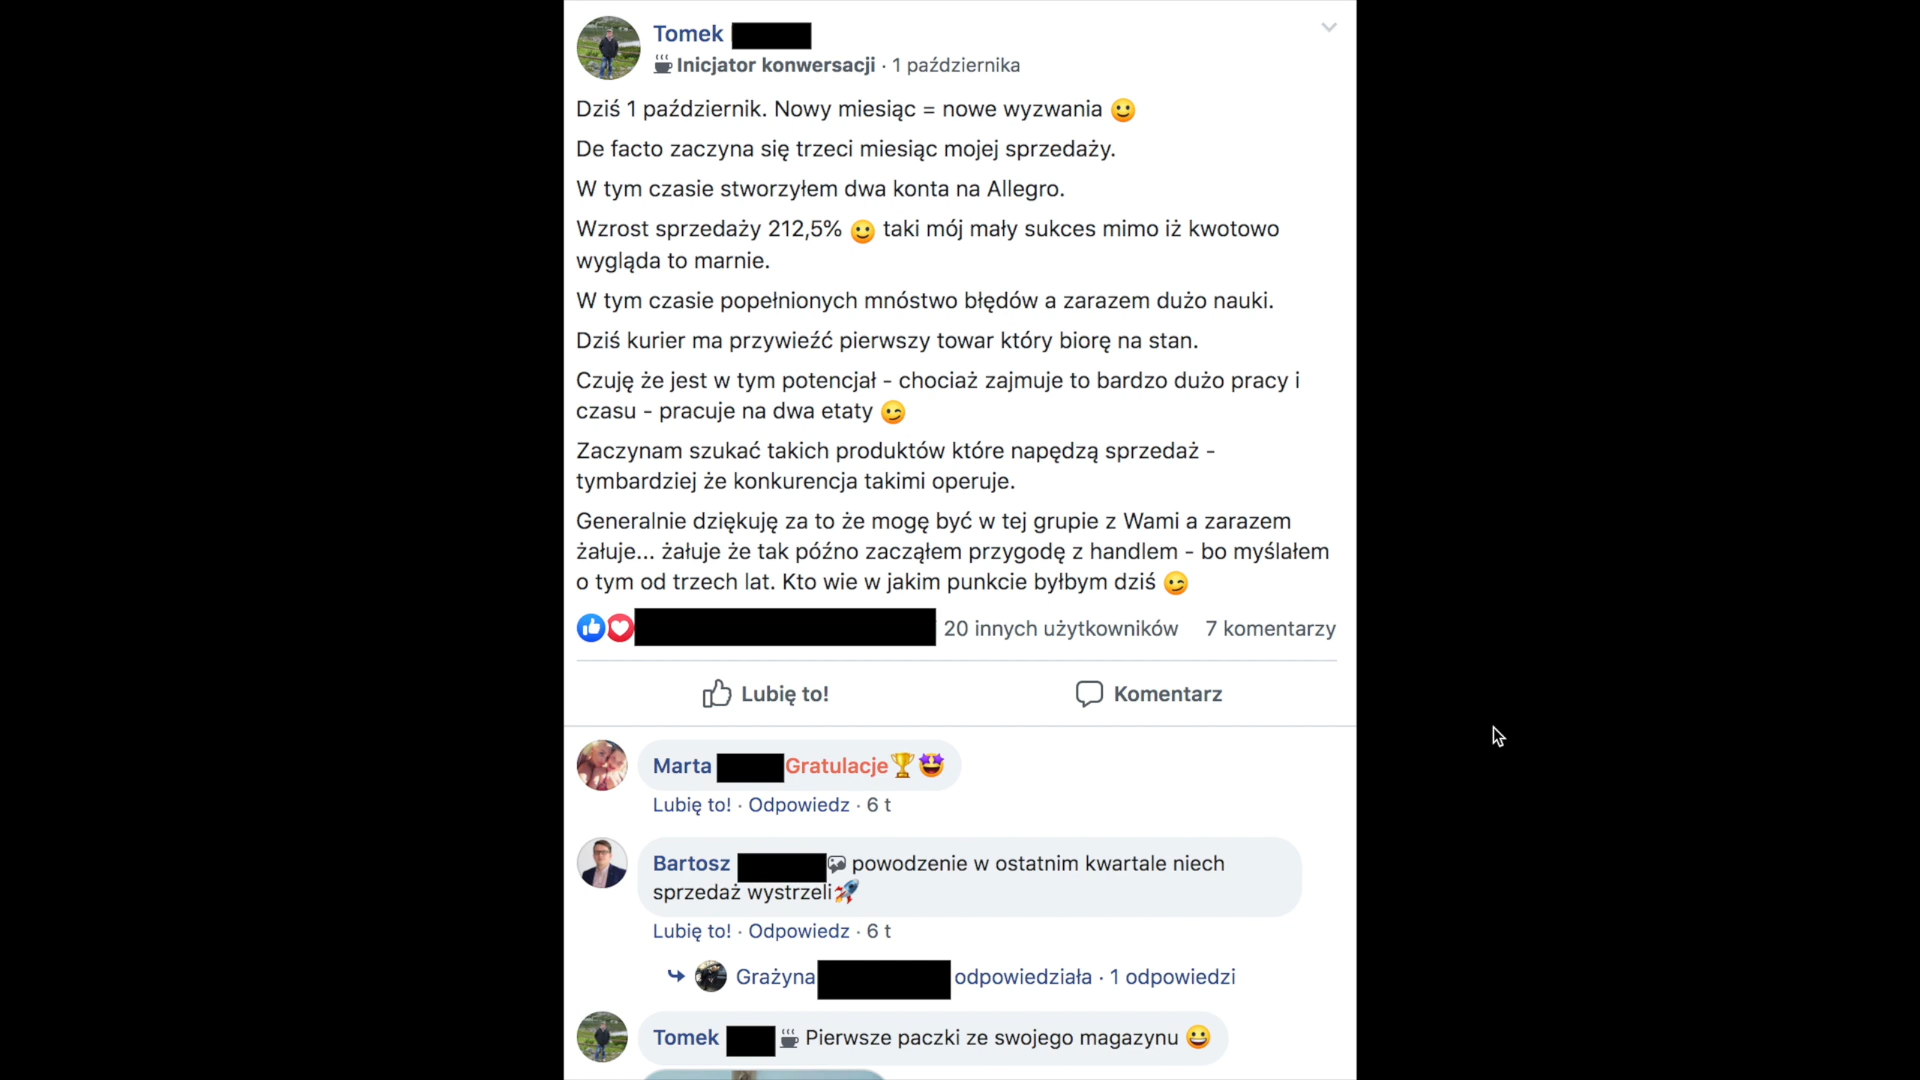 Tomek
Inicjator konwersacji · 1 października
Dziś 1 październik. Nowy miesiąc = nowe wyzwania 🙂
De facto zaczyna się trzeci miesiąc mojej sprzedaży.
W tym czasie stworzyłem dwa konta na Allegro.
Wzrost sprzedaży 212,5% 🙂 taki mój mały sukces mimo iż kwotowo
wygląda to marnie.
W tym czasie popełnionych mnóstwo błędów a zarazem dużo nauki.
Dziś kurier ma przywieźć pierwszy towar który biorę na stan.
Czuję że jest w tym potencjał - chociaż zajmuje to bardzo dużo pracy i
czasu - pracuje na dwa etaty 😉
Zaczynam szukać takich produktów które napędzą sprzedaż -
tymbardziej że konkurencja takimi operuje.
Generalnie dziękuję za to że mogę być w tej grupie z Wami a zarazem
żałuje... żałuje że tak późno zacząłem przygodę z handlem - bo myślałem
o tym od trzech lat. Kto wie w jakim punkcie byłbym dziś 😉
20 innych użytkowników 7 komentarzy
Lubię to! Komentarz
Marta Gratulacje🏆🤩
Lubię to! · Odpowiedz · 6 t
Bartosz powodzenie w ostatnim kwartale niech
sprzedaż wystrzeli🚀
Lubię to! · Odpowiedz · 6 t
Grażyna odpowiedziała · 1 odpowiedzi
Tomek Pierwsze paczki ze swojego magazynu 😀